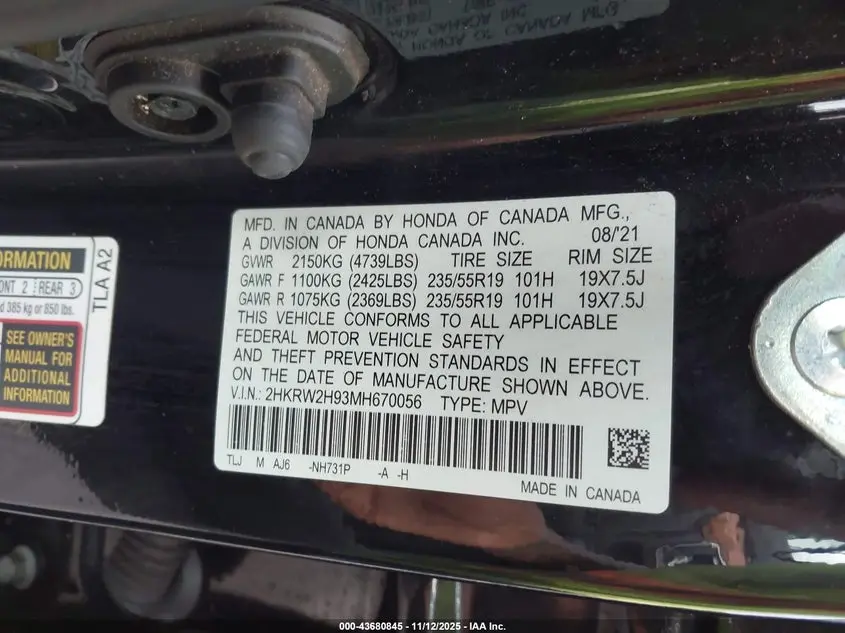 MFD. IN CANADA BY HONDA OF CANADA MFG.,
A DIVISION OF HONDA CANADA INC. 08/'21
GVWR 2150KG (4739LBS) TIRE SIZE RIM SIZE
GAWR F 1100KG (2425LBS) 235/55R19 101H 19X7.5J
GAWR R 1075KG (2369LBS) 235/55R19 101H 19X7.5J
THIS VEHICLE CONFORMS TO ALL APPLICABLE
FEDERAL MOTOR VEHICLE SAFETY
AND THEFT PREVENTION STANDARDS IN EFFECT
ON THE DATE OF MANUFACTURE SHOWN ABOVE.
V.I.N.: 2HKRW2H93MH670056 TYPE: MPV
TLJ M AJ6 -NH731P -A -H
MADE IN CANADA
ORMATION
ONT 2 REAR 3
d 385 kg or 850 lbs.
SEE OWNER'S
MANUAL FOR
ADDITIONAL
INFORMATION
TLA A2
000-43680845 - 11/12/2025 - IAA Inc.